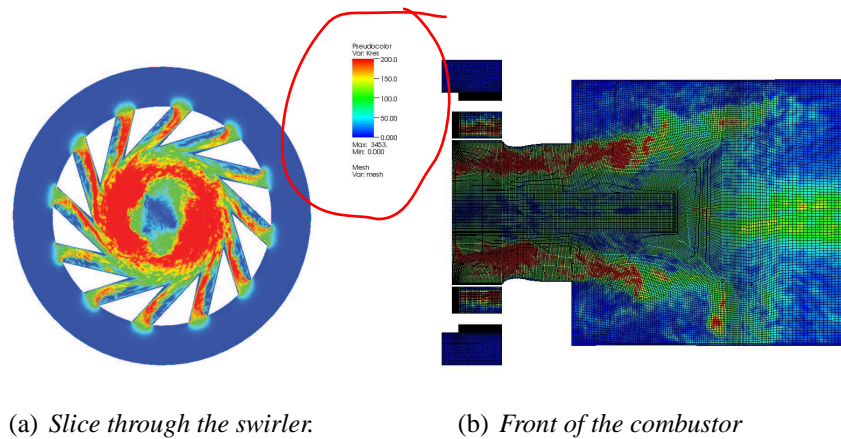 Pseudocolor
Var: Kres
200.0
150.0
100.0
50.00
0.000
Max: 3453.
Min: 0.000
Mesh
Var: mesh
(a) Slice through the swirler.
(b) Front of the combustor